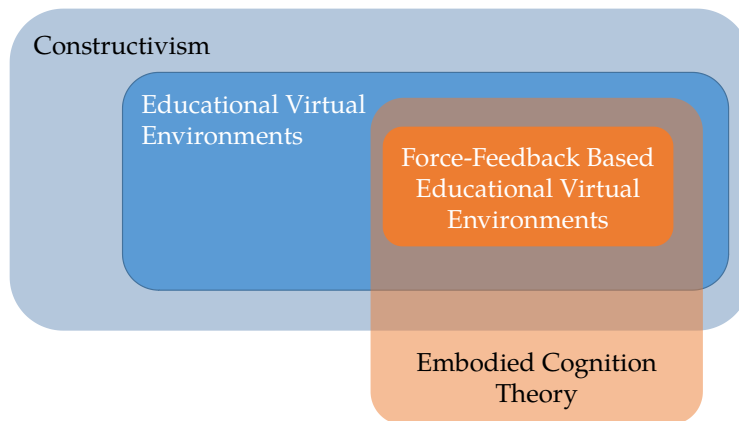 Constructivism
Educational Virtual
Environments
Force-Feedback Based
Educational Virtual
Environments
Embodied Cognition
Theory